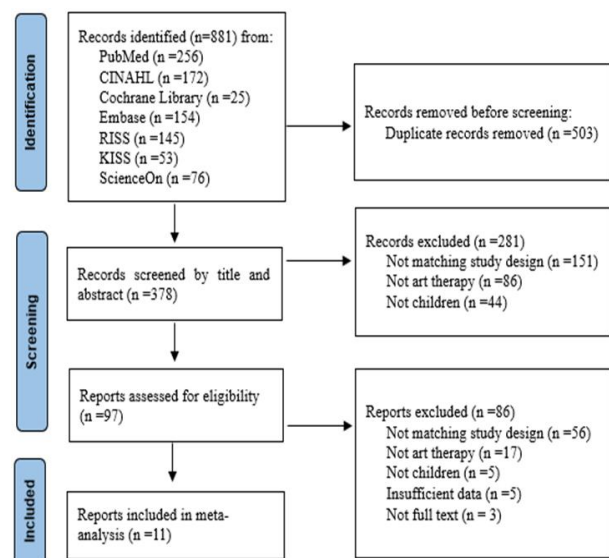 Identification
Records identified (n=881) from:
PubMed (n =256)
CINAHL (n =172)
Cochrane Library (n =25)
Embase (n =154)
RISS (n =145)
KISS (n =53)
ScienceOn (n =76)
Records removed before screening:
Duplicate records removed (n =503)
Screening
Records screened by title and
abstract (n =378)
Records excluded (n =281)
Not matching study design (n =151)
Not art therapy (n =86)
Not children (n =44)
Reports assessed for eligibility
(n =97)
Reports excluded (n =86)
Not matching study design (n =56)
Not art therapy (n =17)
Not children (n =5)
Insufficient data (n =5)
Not full text (n = 3)
Included
Reports included in meta-
analysis (n =11)